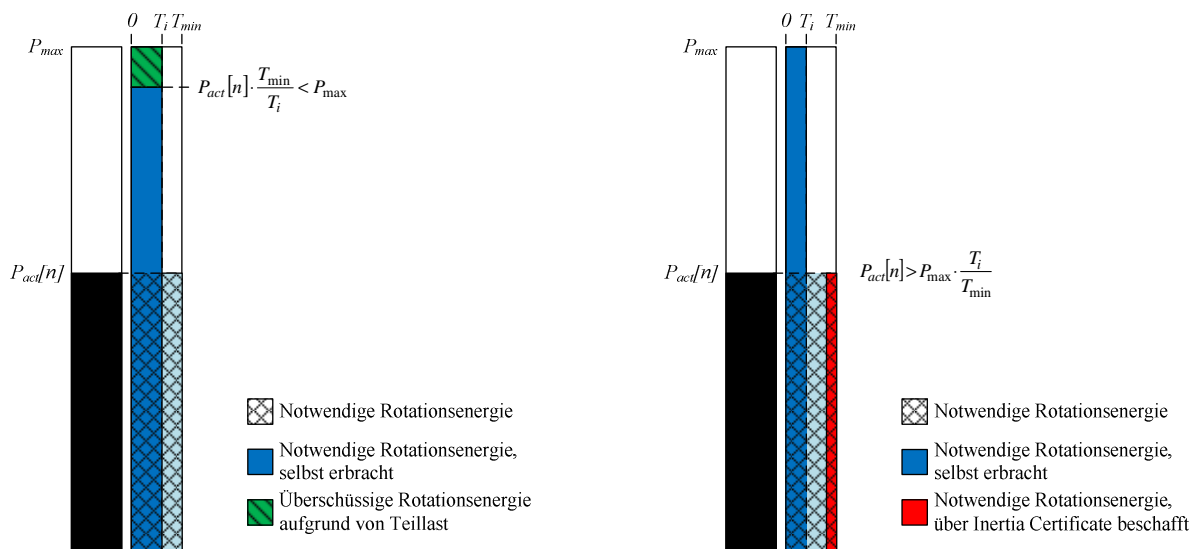 0 T_i T_min
P_max
P_act[n] · T_min / T_i < P_max
P_act[n]
Notwendige Rotationsenergie
Notwendige Rotationsenergie,
selbst erbracht
Überschüssige Rotationsenergie
aufgrund von Teillast
0 T_i T_min
P_max
P_act[n]
P_act[n] > P_max · T_i / T_min
Notwendige Rotationsenergie
Notwendige Rotationsenergie,
selbst erbracht
Notwendige Rotationsenergie,
über Inertia Certificate beschafft